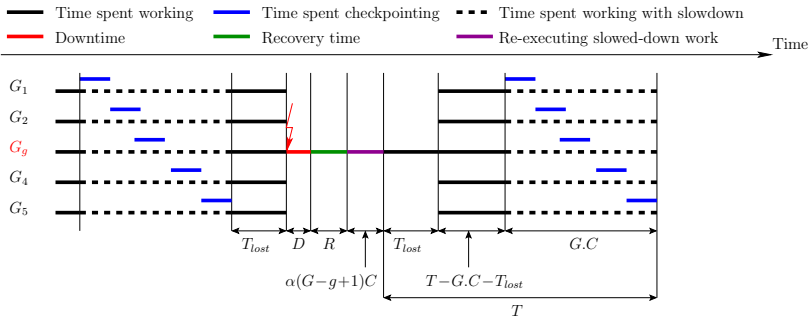 Time spent working Time spent checkpointing Time spent working with slowdown
Downtime Recovery time Re-executing slowed-down work
Time
G1
G2
Gg
G4
G5
Tlost D R Tlost G.C
α(G−g+1)C T−G.C−Tlost
T